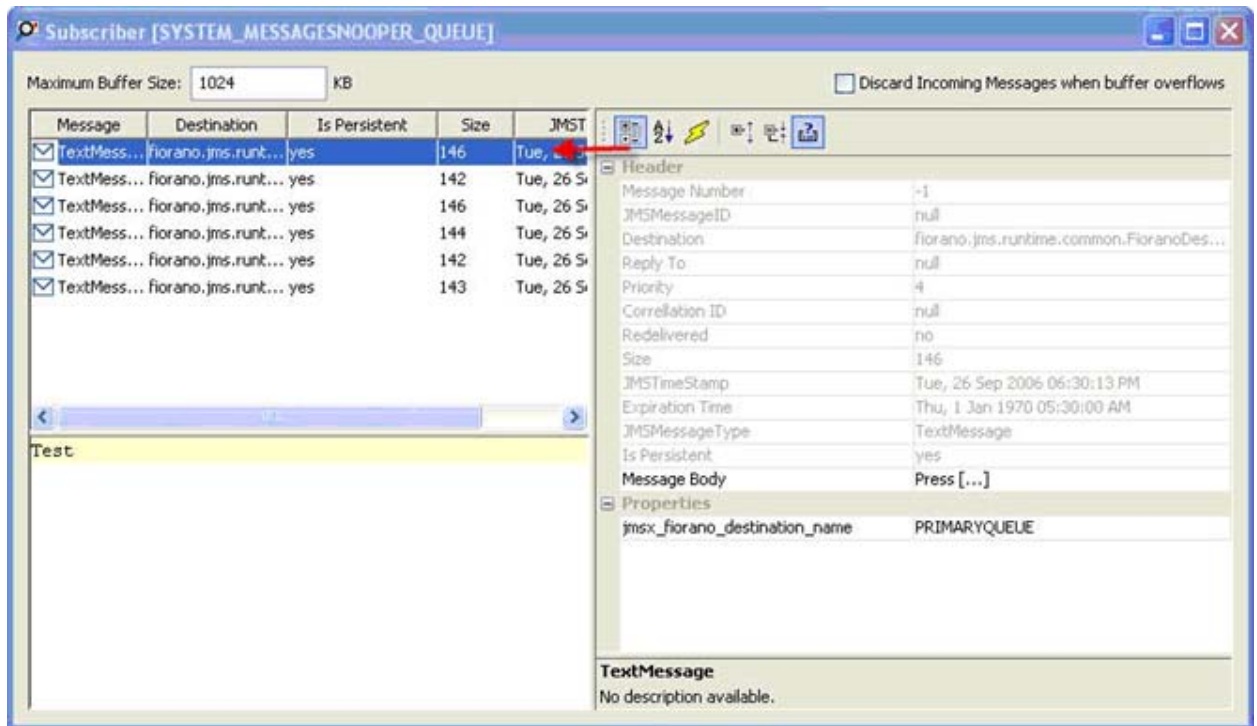 Subscriber [SYSTEM_MESSAGESNOOPER_QUEUE]
Maximum Buffer Size: 1024 KB
Discard Incoming Messages when buffer overflows
Message Destination Is Persistent Size JMST
TextMess... fiorano.jms.runt... yes 146 Tue,
TextMess... fiorano.jms.runt... yes 142 Tue, 26 S
TextMess... fiorano.jms.runt... yes 146 Tue, 26 S
TextMess... fiorano.jms.runt... yes 144 Tue, 26 S
TextMess... fiorano.jms.runt... yes 142 Tue, 26 S
TextMess... fiorano.jms.runt... yes 143 Tue, 26 S
Test
Header
Message Number -1
JMSMessageID null
Destination fiorano.jms.runtime.common.FioranoDes...
Reply To null
Priority 4
Correllation ID null
Redelivered no
Size 146
JMSTimeStamp Tue, 26 Sep 2006 06:30:13 PM
Expiration Time Thu, 1 Jan 1970 05:30:00 AM
JMSMessageType TextMessage
Is Persistent yes
Message Body Press [...]
Properties
jmsx_fiorano_destination_name PRIMARYQUEUE
TextMessage
No description available.